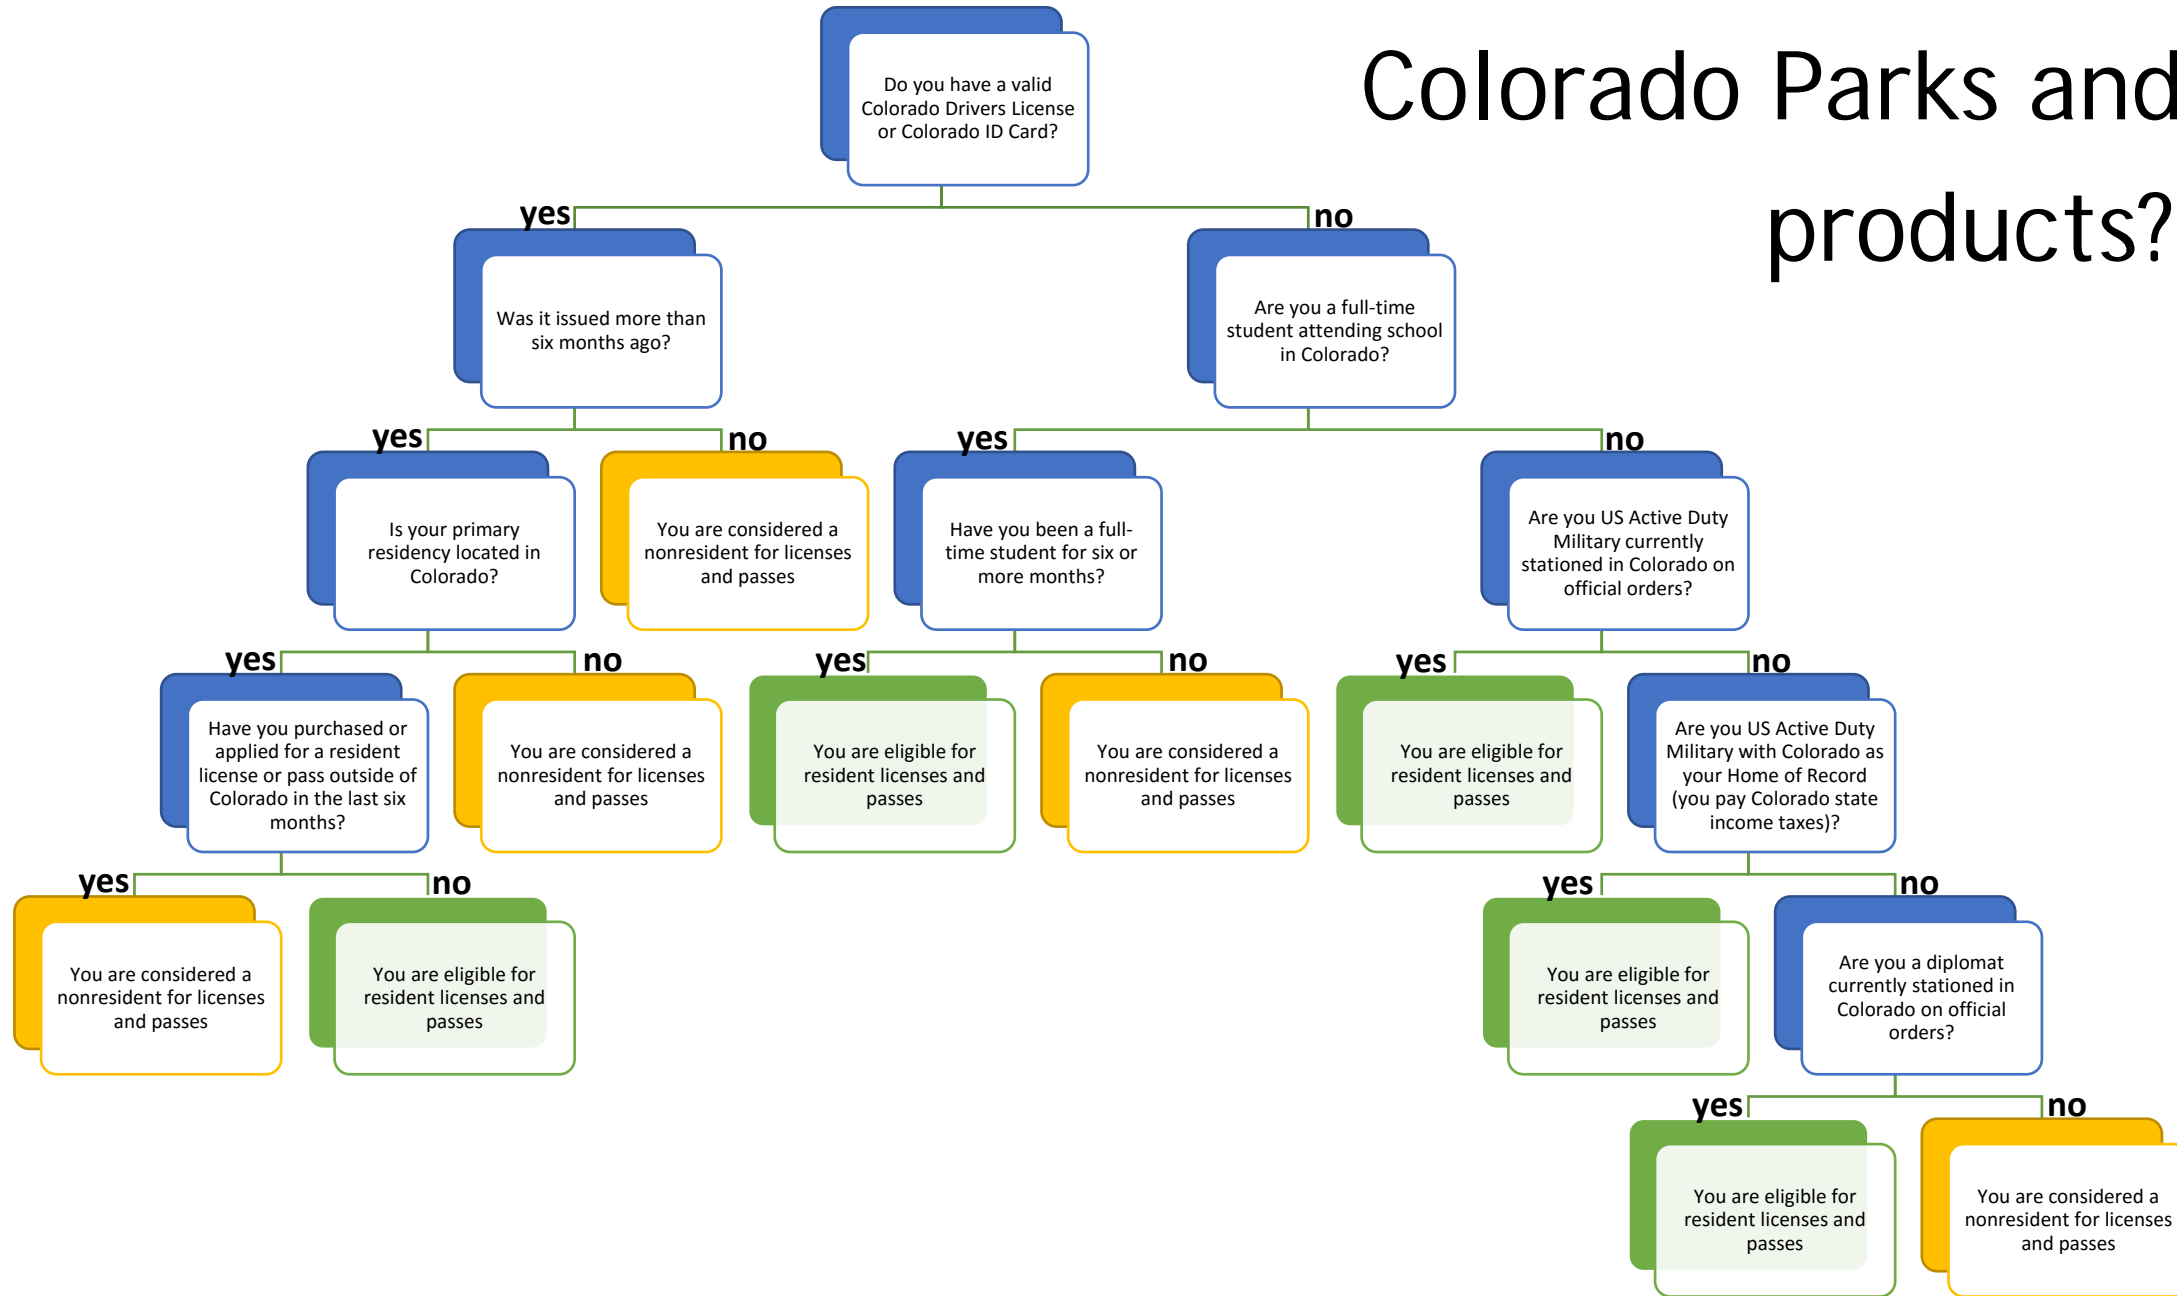 Colorado Parks and
products?
Do you have a valid
Colorado Drivers License
or Colorado ID Card?
yes
no
Was it issued more than
six months ago?
Are you a full-time
student attending school
in Colorado?
yes
no
yes
no
Is your primary
residency located in
Colorado?
You are considered a
nonresident for licenses
and passes
Have you been a full-
time student for six or
more months?
Are you US Active Duty
Military currently
stationed in Colorado on
official orders?
yes
no
yes
no
yes
no
Have you purchased or
applied for a resident
license or pass outside of
Colorado in the last six
months?
You are considered a
nonresident for licenses
and passes
You are eligible for
resident licenses and
passes
You are considered a
nonresident for licenses
and passes
You are eligible for
resident licenses and
passes
Are you US Active Duty
Military with Colorado as
your Home of Record
(you pay Colorado state
income taxes)?
yes
no
yes
no
You are considered a
nonresident for licenses
and passes
You are eligible for
resident licenses and
passes
You are eligible for
resident licenses and
passes
Are you a diplomat
currently stationed in
Colorado on official
orders?
yes
no
You are eligible for
resident licenses and
passes
You are considered a
nonresident for licenses
and passes